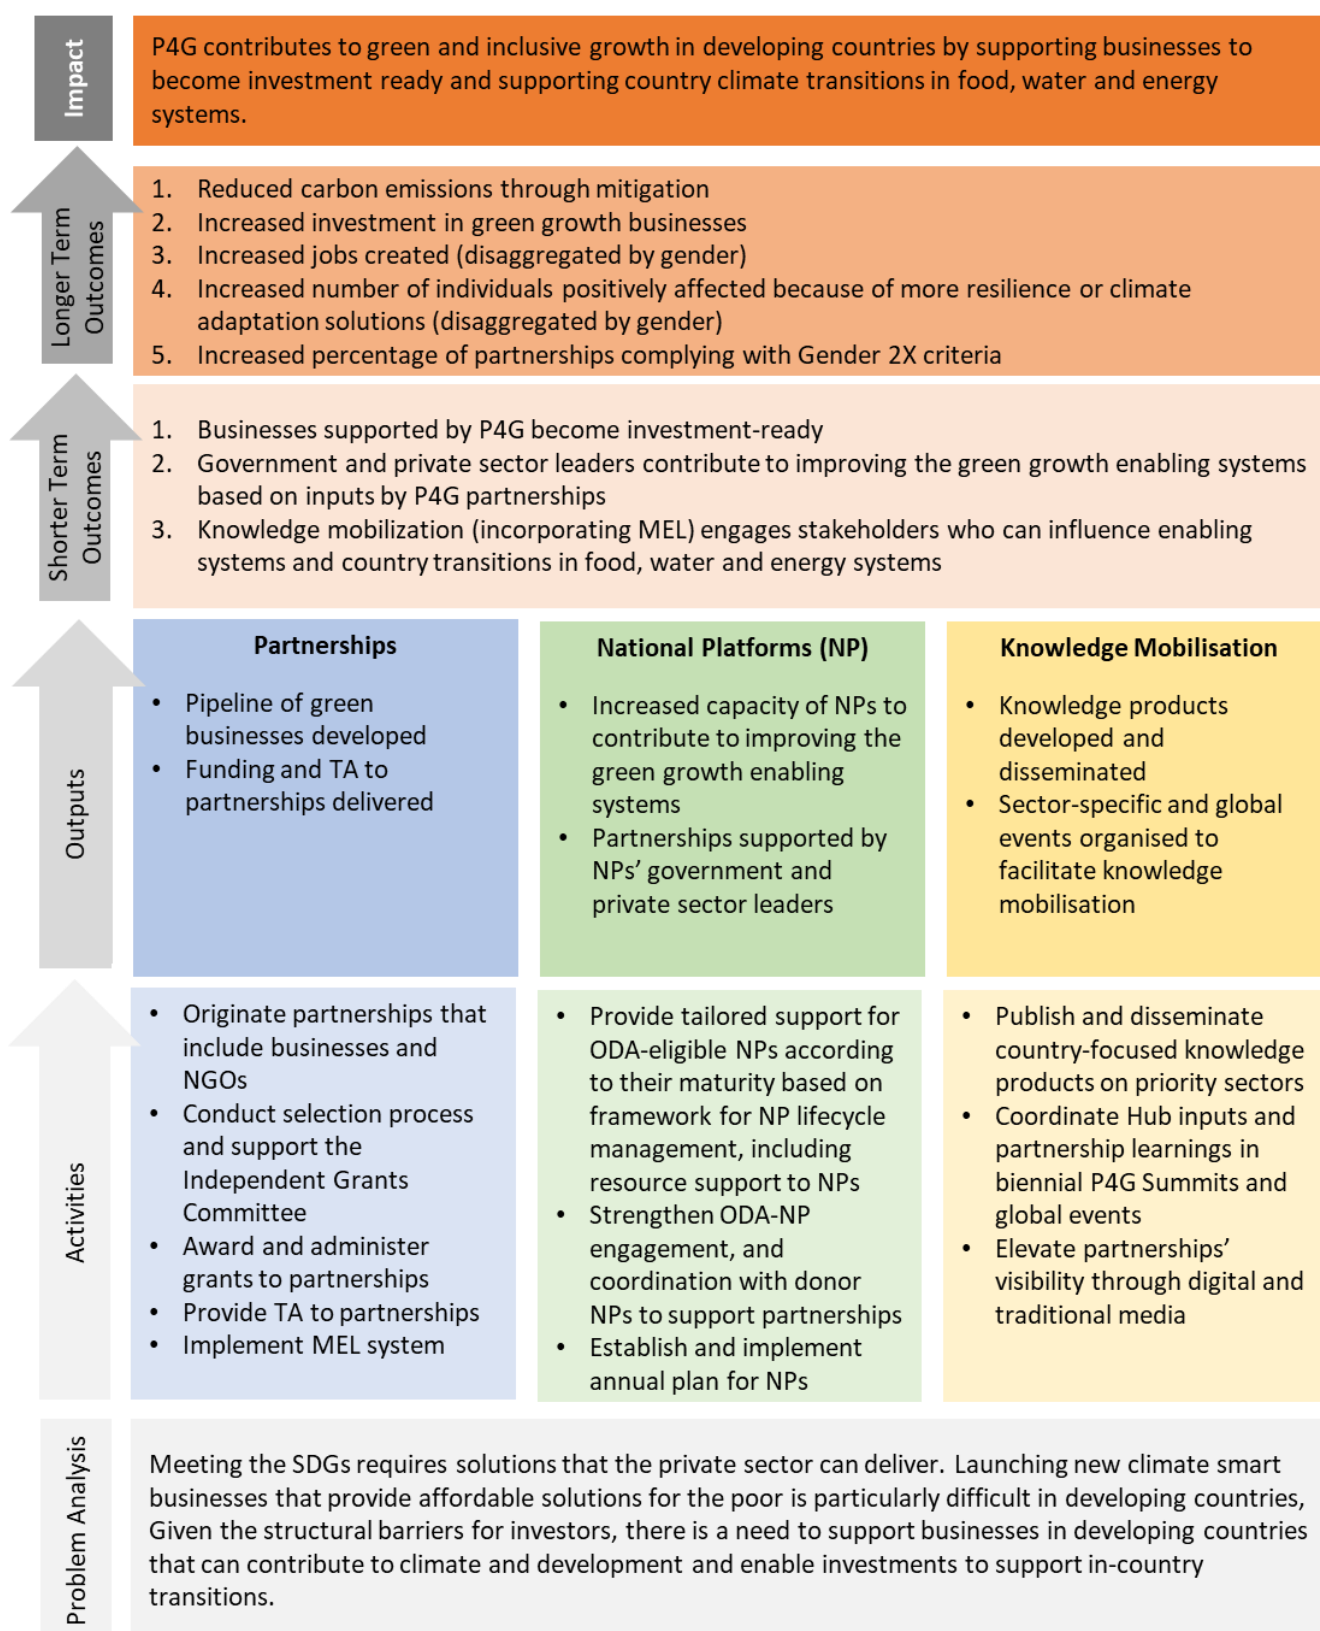 Impact
P4G contributes to green and inclusive growth in developing countries by supporting businesses to
become investment ready and supporting country climate transitions in food, water and energy
systems.
Longer Term
Outcomes
1. Reduced carbon emissions through mitigation
2. Increased investment in green growth businesses
3. Increased jobs created (disaggregated by gender)
4. Increased number of individuals positively affected because of more resilience or climate
adaptation solutions (disaggregated by gender)
5. Increased percentage of partnerships complying with Gender 2X criteria
Shorter Term
Outcomes
1. Businesses supported by P4G become investment-ready
2. Government and private sector leaders contribute to improving the green growth enabling systems
based on inputs by P4G partnerships
3. Knowledge mobilization (incorporating MEL) engages stakeholders who can influence enabling
systems and country transitions in food, water and energy systems
Outputs
Partnerships
• Pipeline of green
businesses developed
• Funding and TA to
partnerships delivered
National Platforms (NP)
• Increased capacity of NPs to
contribute to improving the
green growth enabling
systems
• Partnerships supported by
NPs’ government and
private sector leaders
Knowledge Mobilisation
• Knowledge products
developed and
disseminated
• Sector-specific and global
events organised to
facilitate knowledge
mobilisation
Activities
• Originate partnerships that
include businesses and
NGOs
• Conduct selection process
and support the
Independent Grants
Committee
• Award and administer
grants to partnerships
• Provide TA to partnerships
• Implement MEL system
• Provide tailored support for
ODA-eligible NPs according
to their maturity based on
framework for NP lifecycle
management, including
resource support to NPs
• Strengthen ODA-NP
engagement, and
coordination with donor
NPs to support partnerships
• Establish and implement
annual plan for NPs
• Publish and disseminate
country-focused knowledge
products on priority sectors
• Coordinate Hub inputs and
partnership learnings in
biennial P4G Summits and
global events
• Elevate partnerships’
visibility through digital and
traditional media
Problem Analysis
Meeting the SDGs requires solutions that the private sector can deliver. Launching new climate smart
businesses that provide affordable solutions for the poor is particularly difficult in developing countries,
Given the structural barriers for investors, there is a need to support businesses in developing countries
that can contribute to climate and development and enable investments to support in-country
transitions.